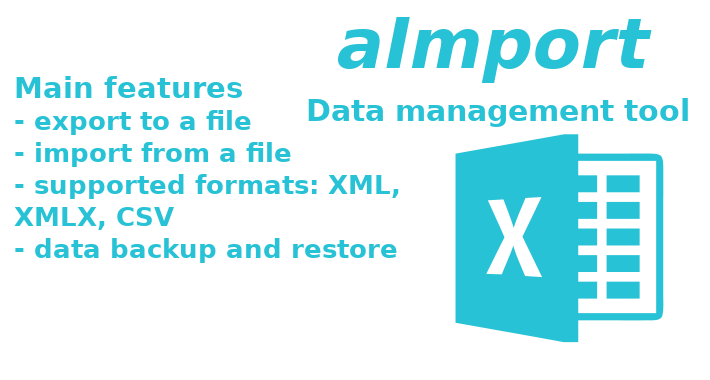 aImport
Data management tool
Main features
- export to a file
- import from a file
- supported formats: XML,
XMLX, CSV
- data backup and restore
X